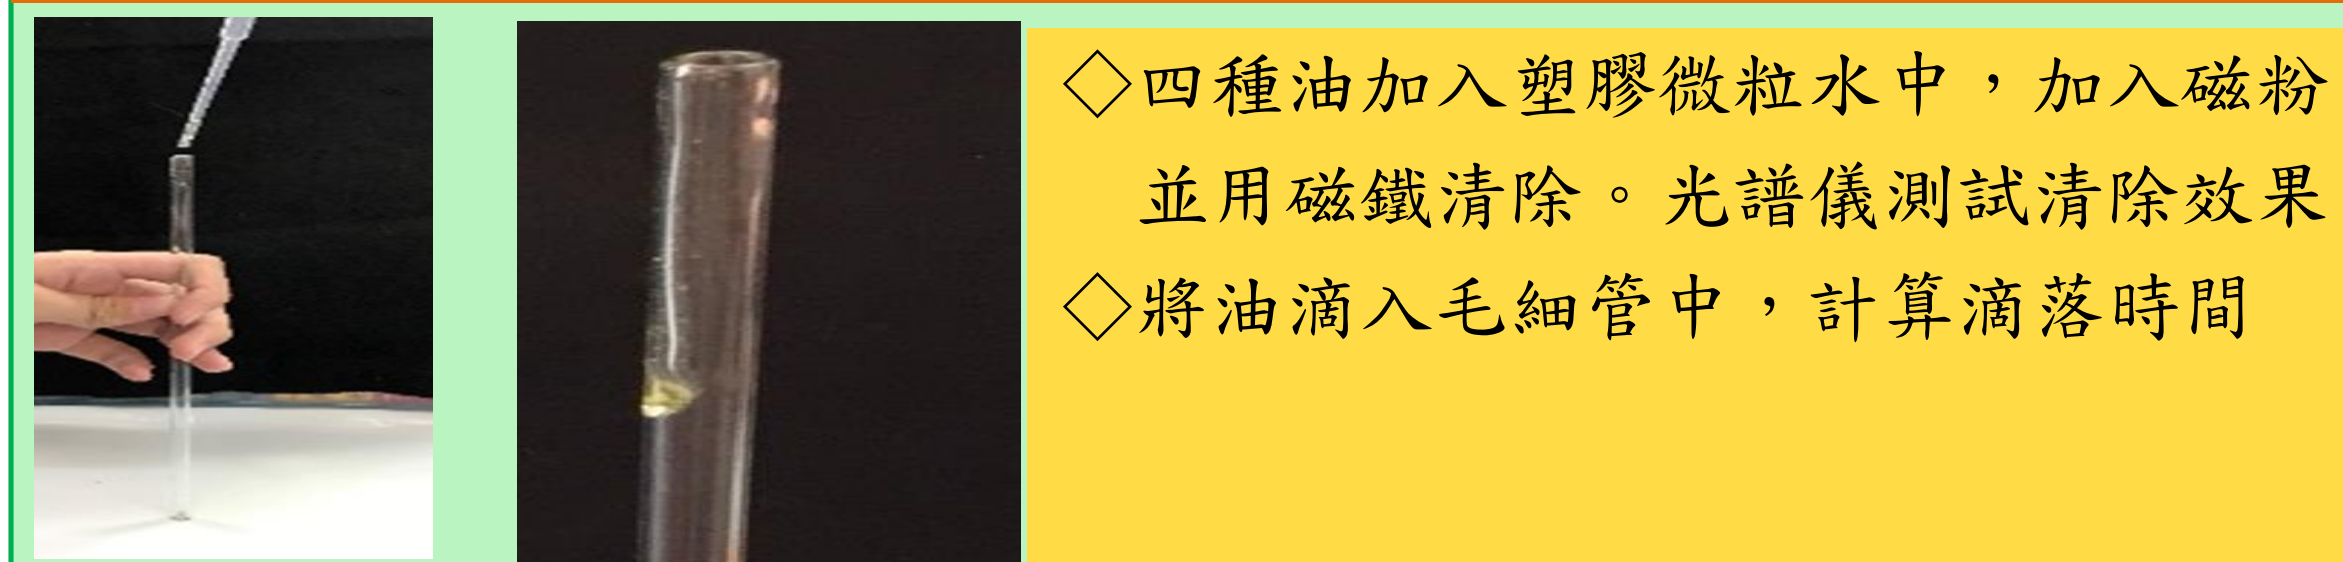 ◇四種油加入塑膠微粒水中，加入磁粉
並用磁鐵清除。光譜儀測試清除效果
◇將油滴入毛細管中，計算滴落時間